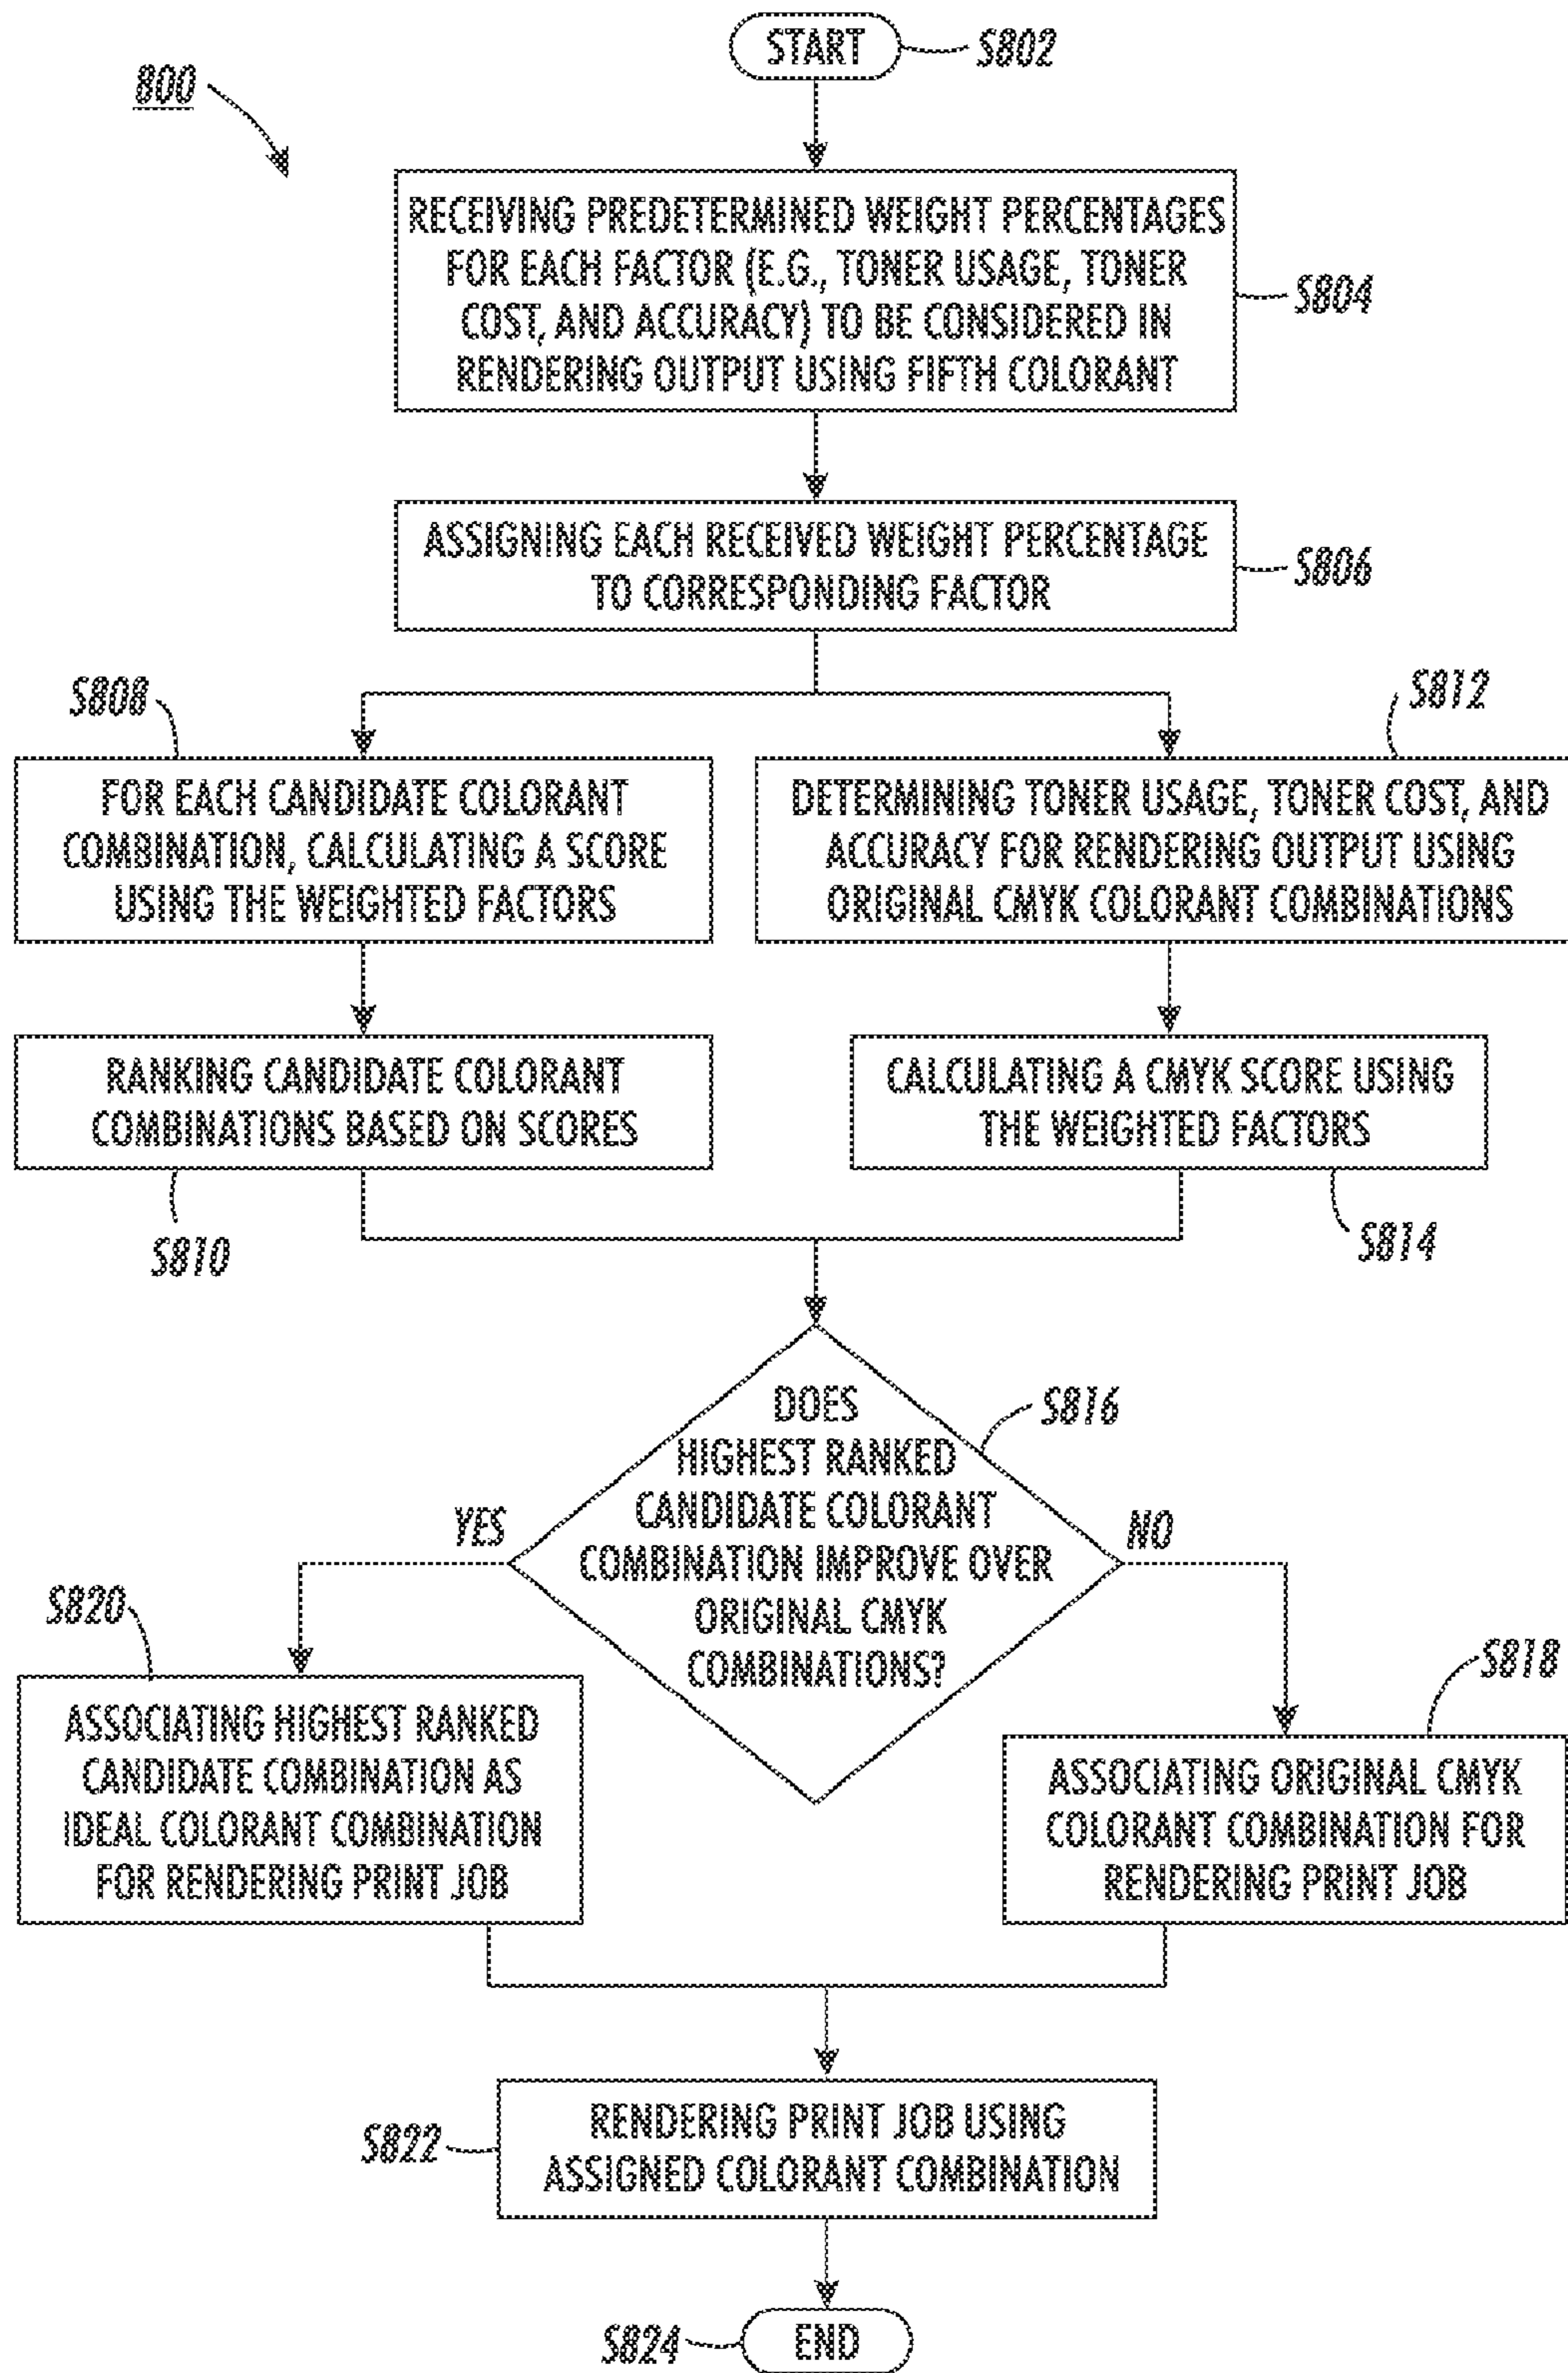 START
S802
800
RECEIVING PREDETERMINED WEIGHT PERCENTAGES
FOR EACH FACTOR (E.G., TONER USAGE, TONER
COST, AND ACCURACY) TO BE CONSIDERED IN
RENDERING OUTPUT USING FIFTH COLORANT
S804
ASSIGNING EACH RECEIVED WEIGHT PERCENTAGE
TO CORRESPONDING FACTOR
S806
S808
FOR EACH CANDIDATE COLORANT
COMBINATION, CALCULATING A SCORE
USING THE WEIGHTED FACTORS
S812
DETERMINING TONER USAGE, TONER COST, AND
ACCURACY FOR RENDERING OUTPUT USING
ORIGINAL CMYK COLORANT COMBINATIONS
RANKING CANDIDATE COLORANT
COMBINATIONS BASED ON SCORES
S810
CALCULATING A CMYK SCORE USING
THE WEIGHTED FACTORS
S814
DOES
HIGHEST RANKED
CANDIDATE COLORANT
COMBINATION IMPROVE OVER
ORIGINAL CMYK
COMBINATIONS?
S816
YES
NO
S820
ASSOCIATING HIGHEST RANKED
CANDIDATE COMBINATION AS
IDEAL COLORANT COMBINATION
FOR RENDERING PRINT JOB
S818
ASSOCIATING ORIGINAL CMYK
COLORANT COMBINATION FOR
RENDERING PRINT JOB
S822
RENDERING PRINT JOB USING
ASSIGNED COLORANT COMBINATION
S824
END